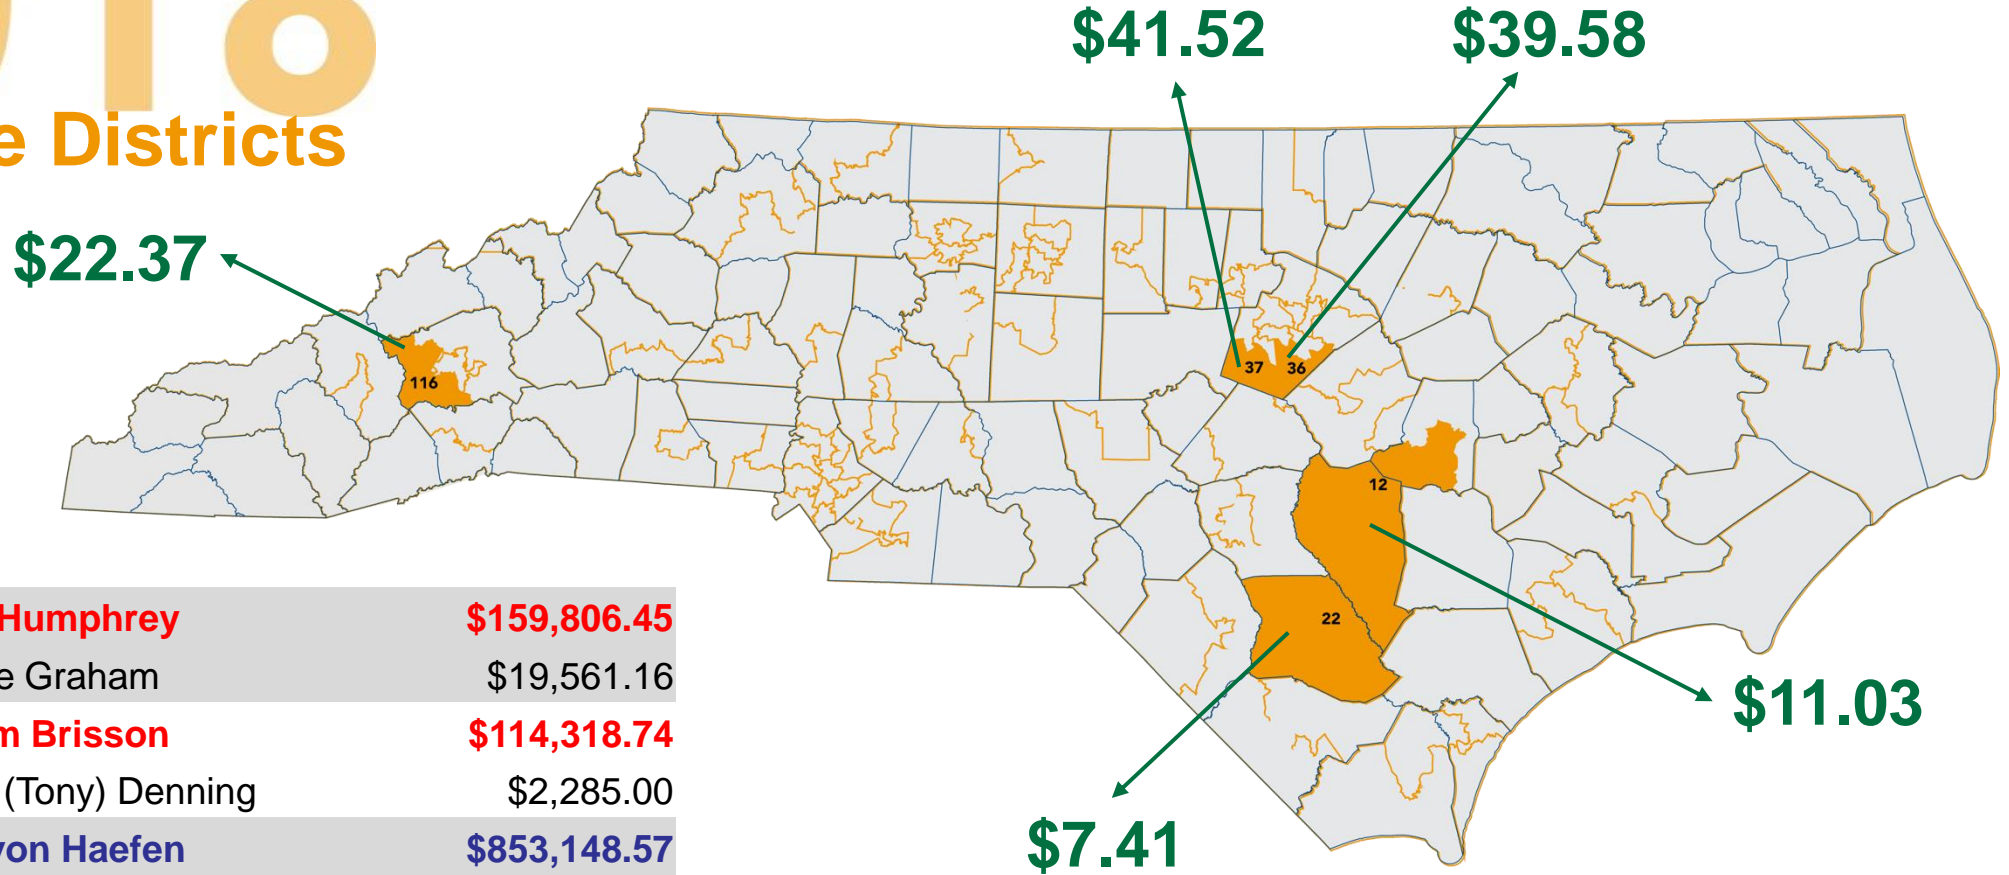 18
e Districts
$41.52
$39.58
$22.37
37
36
116
12
22
$11.03
$7.41
Humphrey $159,806.45
e Graham $19,561.16
m Brisson $114,318.74
(Tony) Denning $2,285.00
von Haefen $853,148.57